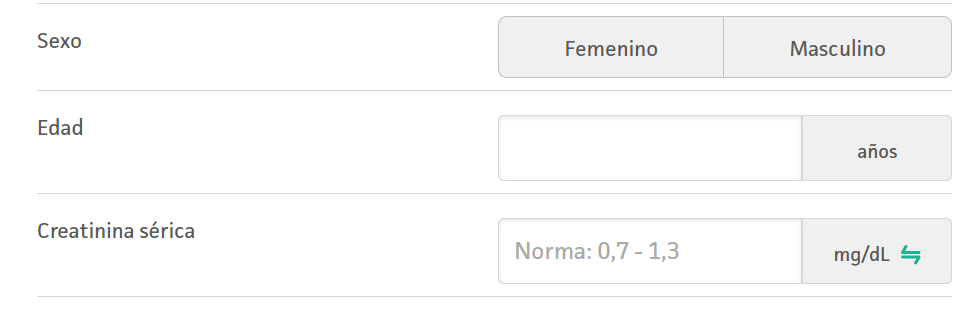 Sexo
Femenino
Masculino
Edad
años
Creatinina sérica
Norma: 0,7 - 1,3
mg/dL